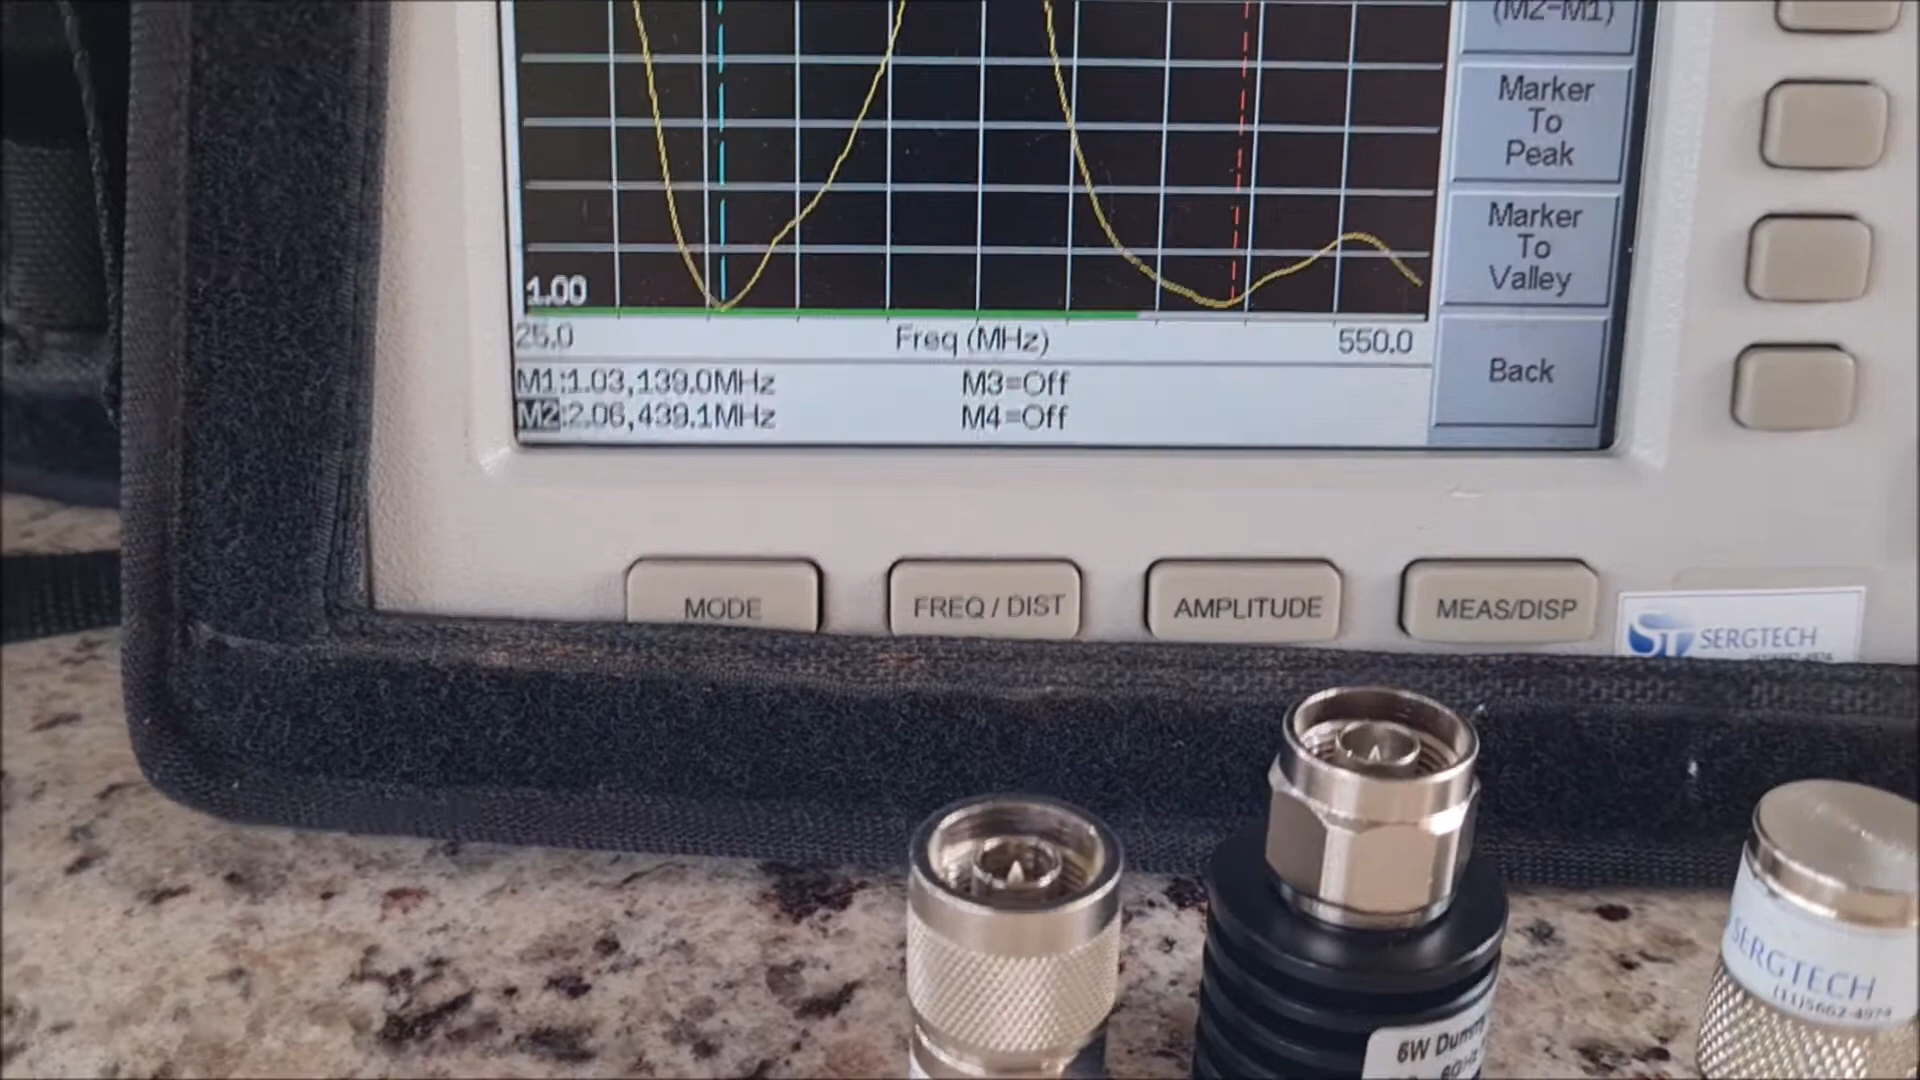 (M2-M1)
Marker
To
Peak
Marker
To
Valley
1.00
25.0 Freq (MHz) 550.0
Back
M1:1.03,139.0MHz M3=Off
M2:2.06,439.1MHz M4=Off
MODE FREQ / DIST AMPLITUDE MEAS/DISP
ST SERGTECH
SERGTECH
(11)5662-4974
6W Dummy